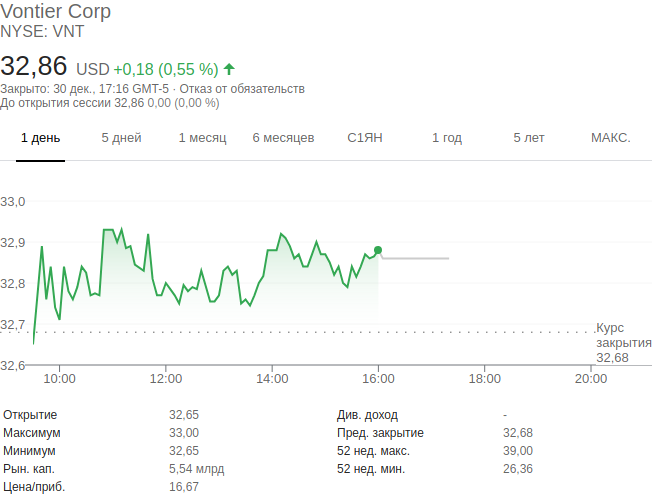 Vontier Corp
NYSE: VNT
32,86 USD +0,18 (0,55 %)
Закрыто: 30 дек., 17:16 GMT-5 · Отказ от обязательств
До открытия сессии 32,86 0,00 (0,00 %)
1 день 5 дней 1 месяц 6 месяцев С1ЯН 1 год 5 лет МАКС.
33,0
32,9
32,8
32,7
Курс
закрытия
32,68
32,6
10:00 12:00 14:00 16:00 18:00 20:00
Открытие 32,65 Див. доход -
Максимум 33,00 Пред. закрытие 32,68
Минимум 32,65 52 нед. макс. 39,00
Рын. кап. 5,54 млрд 52 нед. мин. 26,36
Цена/приб. 16,67